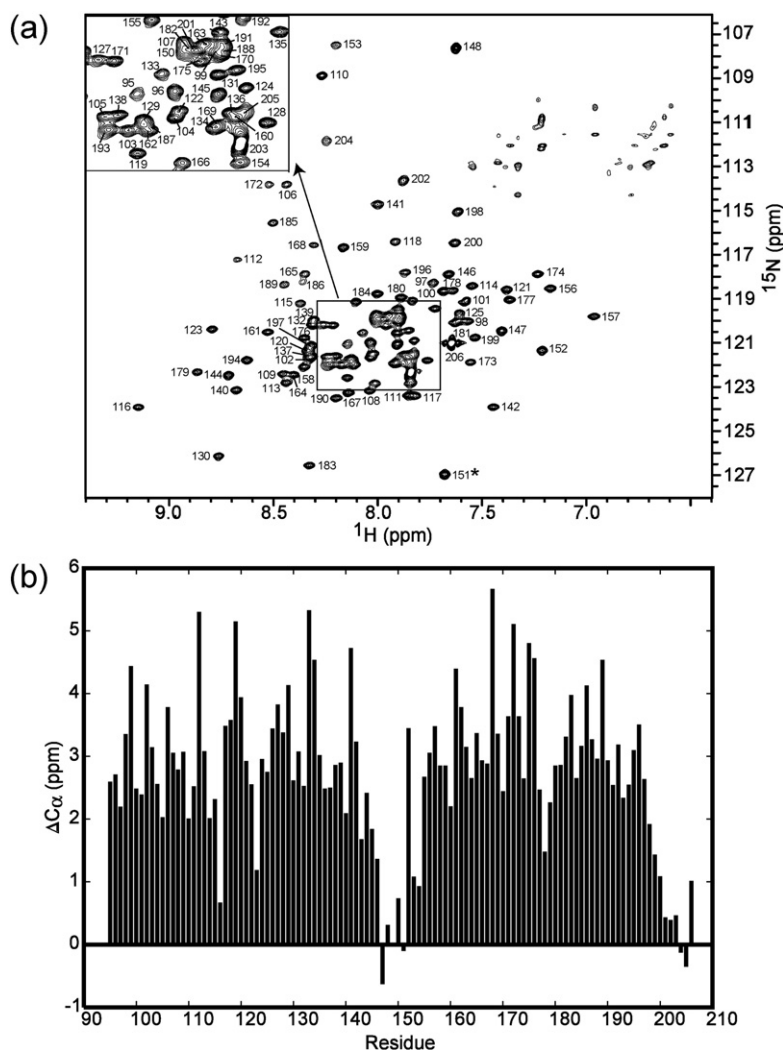 (a)
155 182 201 163 143 192
107 135
127 171 150 191
188
133 175 99 170
195
95 96 122 145 131 124
105 138 129 136 205
169 128
104 134 160
193 103 162 187 203
119 166 154
153 148
110
204
172 106 202
141 198
185
168 159 118 200
112
165 196 146 174
189 186 97 178 114 156
184 180 100 101 121 177
115
139 125 157
123 161 197 132 98 147
176 181 199
120 152
137 206
194 102 173
179 144 109 158
140 113 164
190 167 108 111 117
116 142
130 183 151*
107
109
111
113
115
117
119
121
123
125
127
15N (ppm)
9.0 8.5 8.0 7.5 7.0
1H (ppm)
(b)
6
5
4
3
2
1
0
-1
ΔCα (ppm)
90 100 110 120 130 140 150 160 170 180 190 200 210
Residue